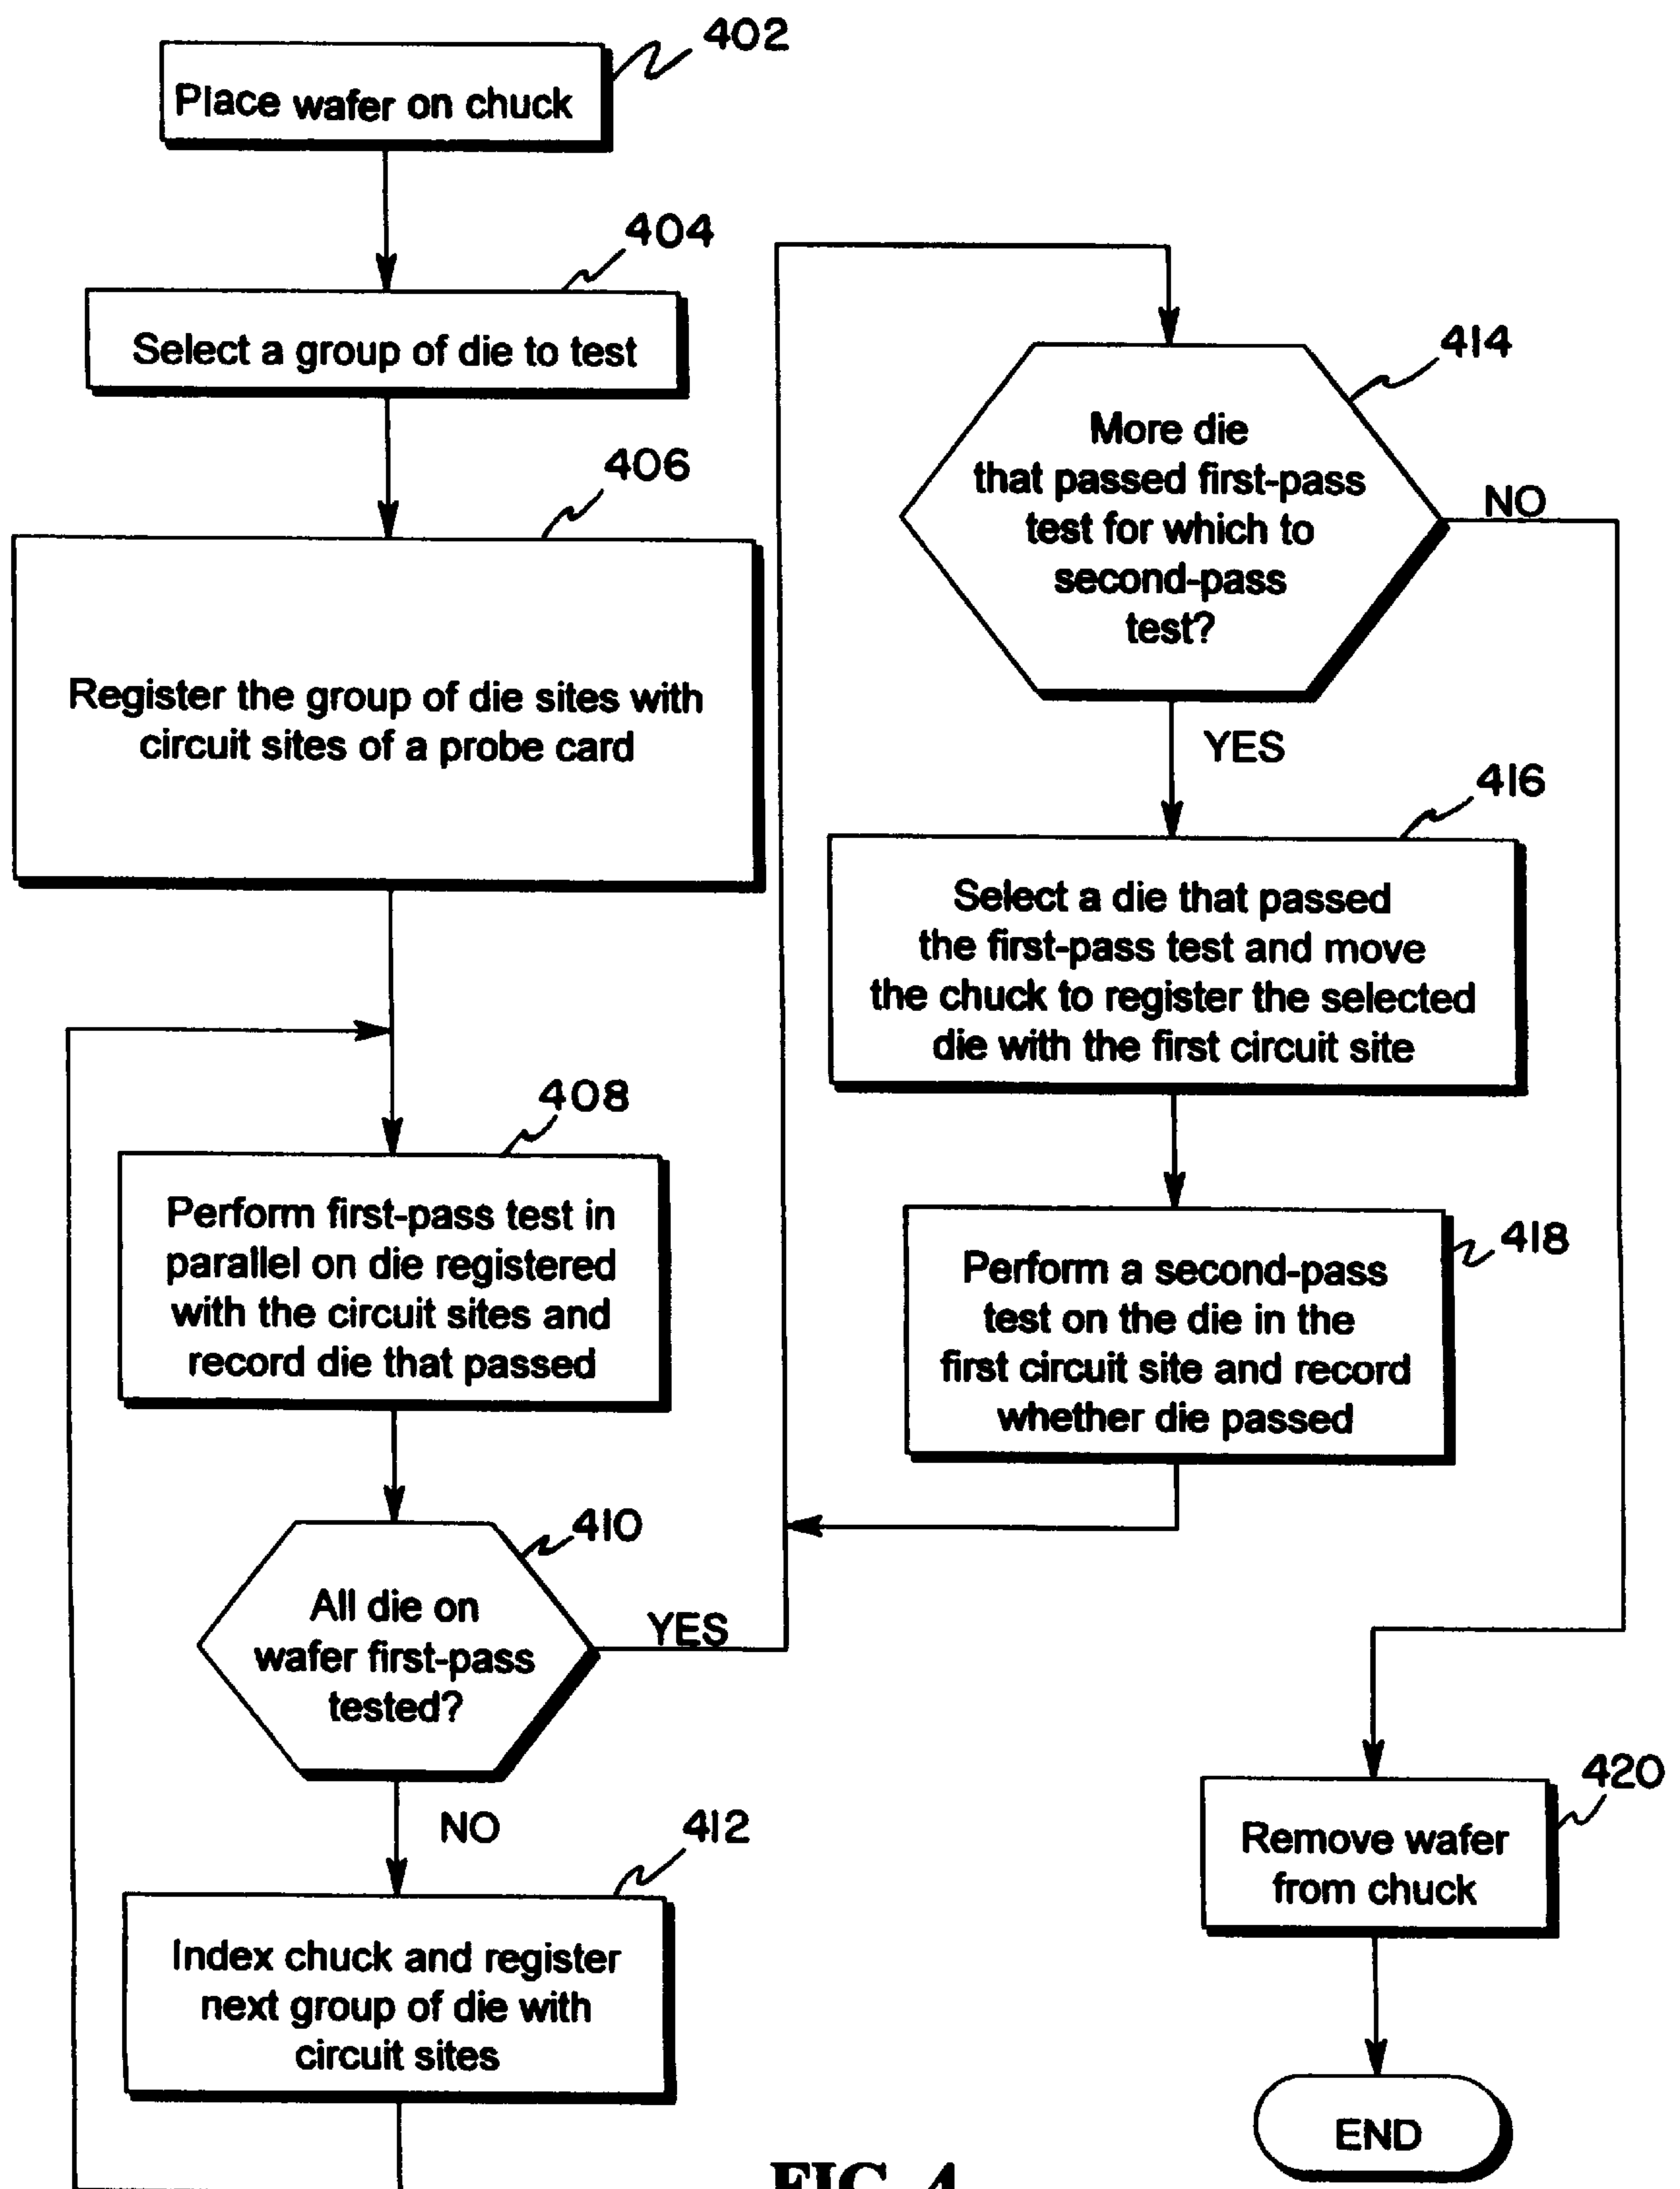 402
Place wafer on chuck
404
Select a group of die to test
406
Register the group of die sites with
circuit sites of a probe card
408
Perform first-pass test in
parallel on die registered
with the circuit sites and
record die that passed
410
All die on
wafer first-pass
tested?
YES
NO
412
Index chuck and register
next group of die with
circuit sites
414
More die
that passed first-pass
test for which to
second-pass
test?
NO
YES
416
Select a die that passed
the first-pass test and move
the chuck to register the selected
die with the first circuit site
418
Perform a second-pass
test on the die in the
first circuit site and record
whether die passed
420
Remove wafer
from chuck
END
FIG. 4